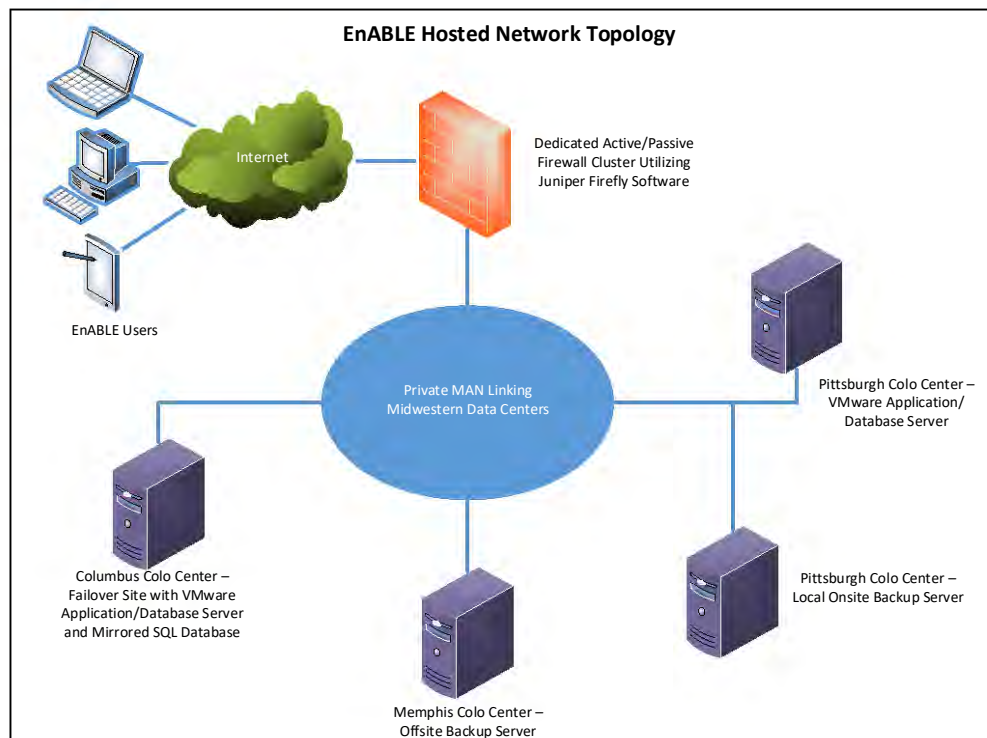 EnABLE Hosted Network Topology
Internet
Dedicated Active/Passive
Firewall Cluster Utilizing
Juniper Firefly Software
EnABLE Users
Private MAN Linking
Midwestern Data Centers
Pittsburgh Colo Center –
VMware Application/
Database Server
Columbus Colo Center –
Failover Site with VMware
Application/Database Server
and Mirrored SQL Database
Pittsburgh Colo Center –
Local Onsite Backup Server
Memphis Colo Center –
Offsite Backup Server